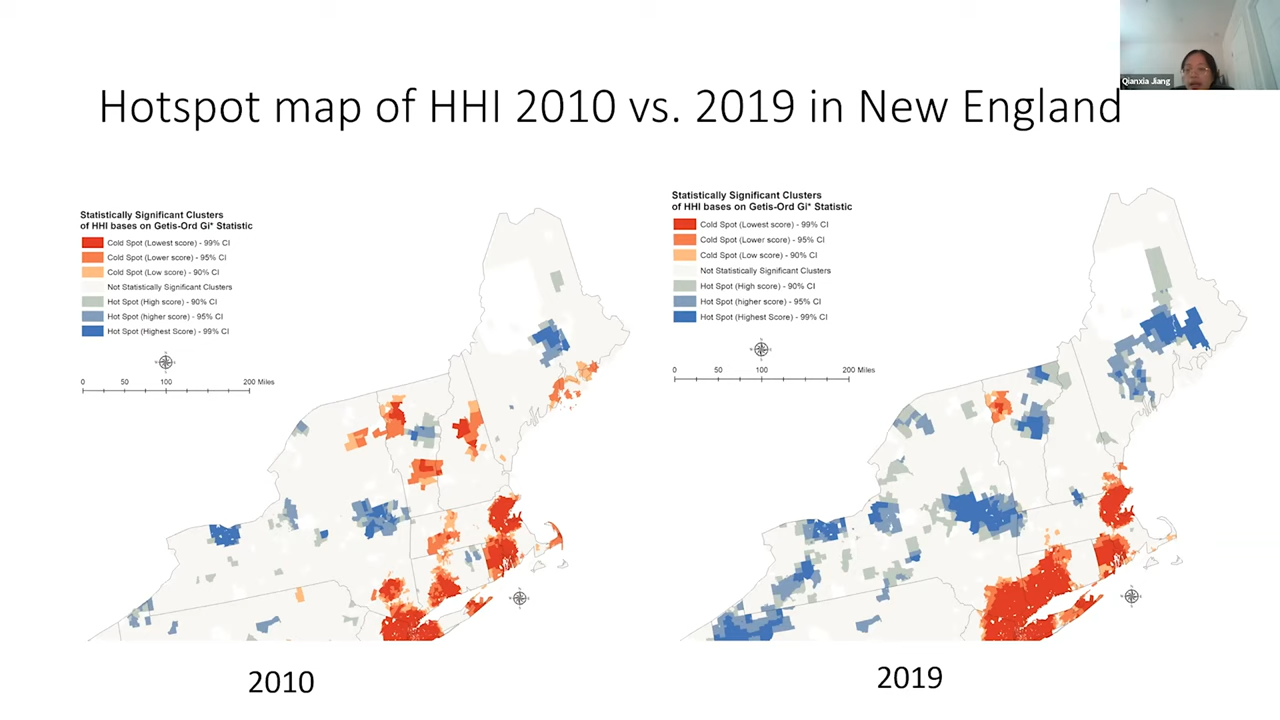 Qianxia Jiang
Hotspot map of HHI 2010 vs. 2019 in New England
Statistically Significant Clusters
of HHI bases on Getis-Ord Gi* Statistic
Cold Spot (Lowest score) - 99% CI
Cold Spot (Lower score) - 95% CI
Cold Spot (Low score) - 90% CI
Not Statistically Significant Clusters
Hot Spot (High score) - 90% CI
Hot Spot (higher score) - 95% CI
Hot Spot (Highest Score) - 99% CI
0 50 100 200 Miles
2010
Statistically Significant Clusters
of HHI bases on Getis-Ord Gi* Statistic
Cold Spot (Lowest score) - 99% CI
Cold Spot (Lower score) - 95% CI
Cold Spot (Low score) - 90% CI
Not Statistically Significant Clusters
Hot Spot (High score) - 90% CI
Hot Spot (higher score) - 95% CI
Hot Spot (Highest Score) - 99% CI
0 50 100 200 Miles
2019